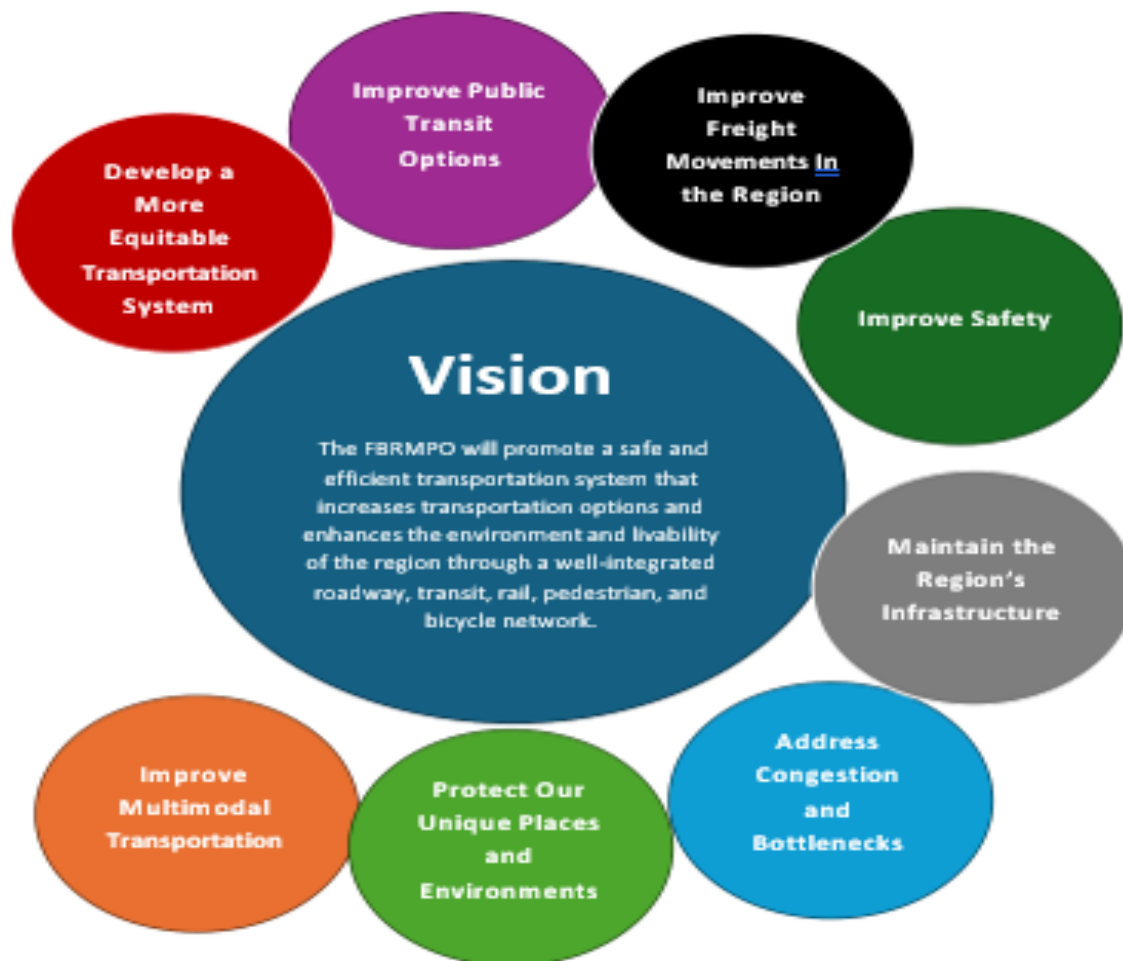 Improve Public
Transit
Options
Improve
Freight
Movements In
the Region
Develop a
More
Equitable
Transportation
System
Improve Safety
Vision
The FBRMPO will promote a safe and
efficient transportation system that
increases transportation options and
enhances the environment and livability
of the region through a well-integrated
roadway, transit, rail, pedestrian, and
bicycle network.
Maintain the
Region's
Infrastructure
Address
Congestion
and
Bottlenecks
Improve
Multimodal
Transportation
Protect Our
Unique Places
and
Environments